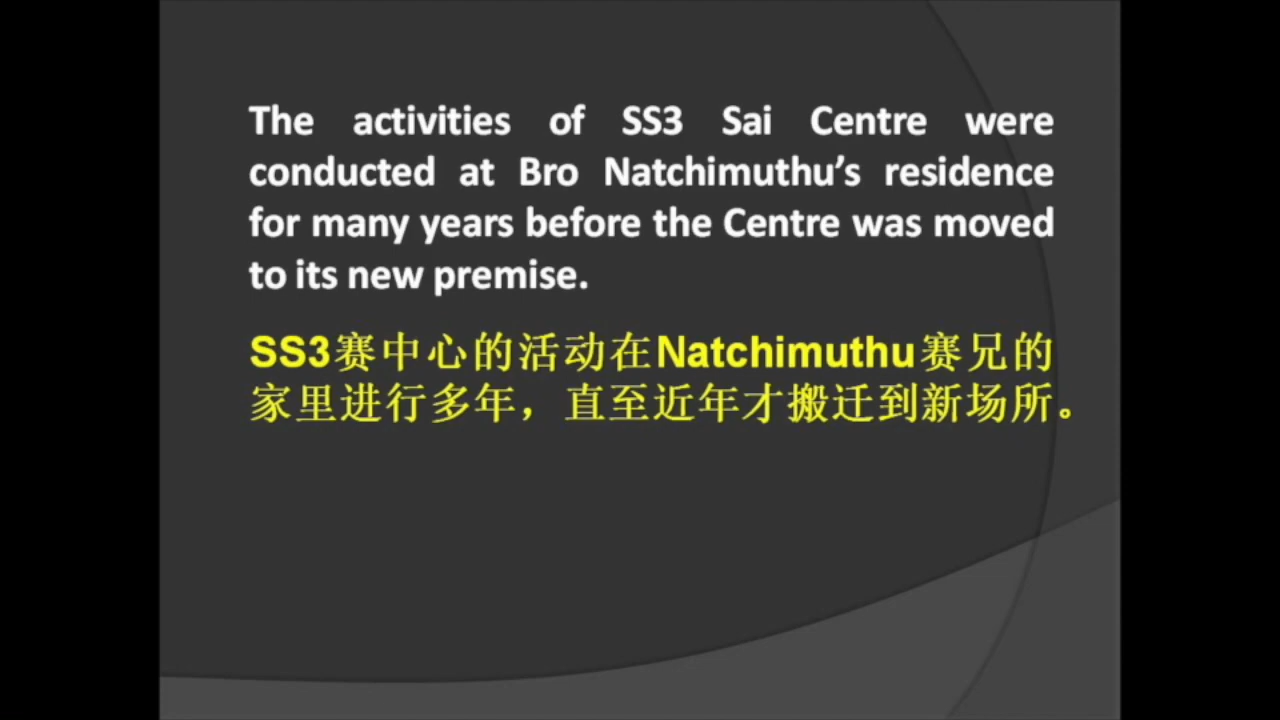 The activities of SS3 Sai Centre were
conducted at Bro Natchimuthu’s residence
for many years before the Centre was moved
to its new premise.
SS3赛中心的活动在Natchimuthu赛兄的
家里进行多年，直至近年才搬迁到新场所。